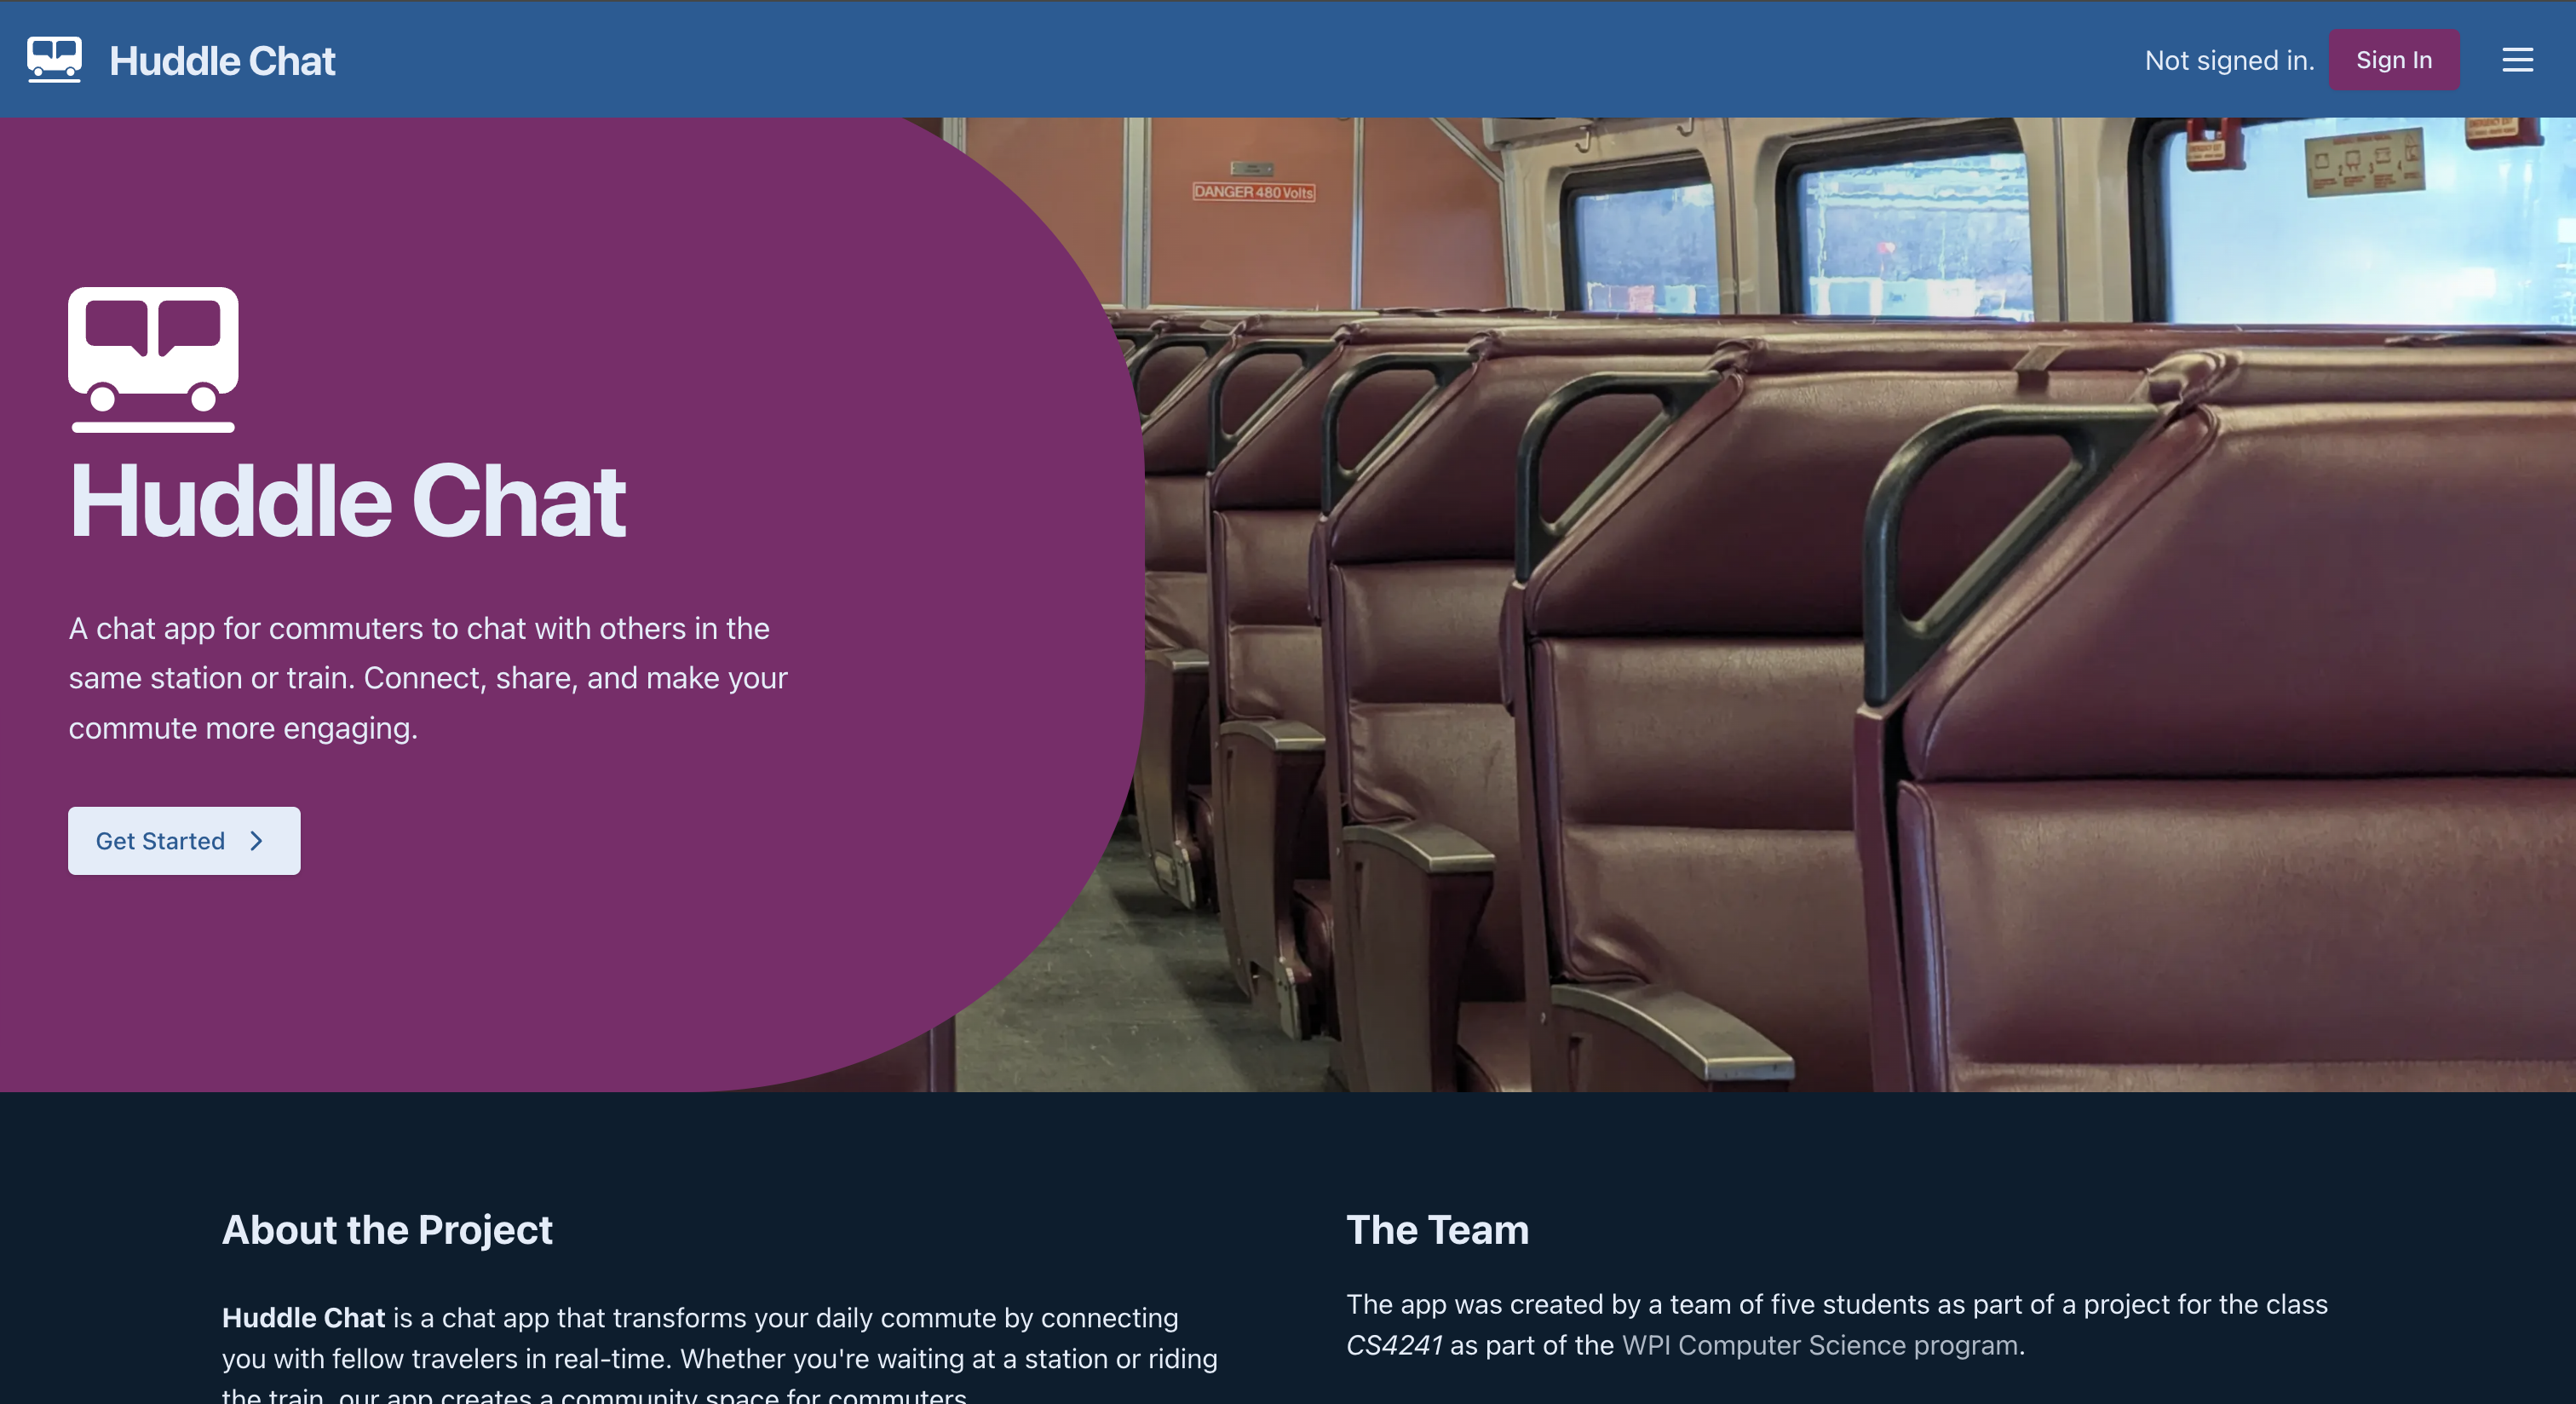 Huddle Chat
Not signed in.
Sign In
DANGER 480 Volts
Huddle Chat
A chat app for commuters to chat with others in the
same station or train. Connect, share, and make your
commute more engaging.
Get Started
About the Project
Huddle Chat is a chat app that transforms your daily commute by connecting
you with fellow travelers in real-time. Whether you're waiting at a station or riding
the train, our app creates a community space for commuters
The Team
The app was created by a team of five students as part of a project for the class
CS4241 as part of the WPI Computer Science program.